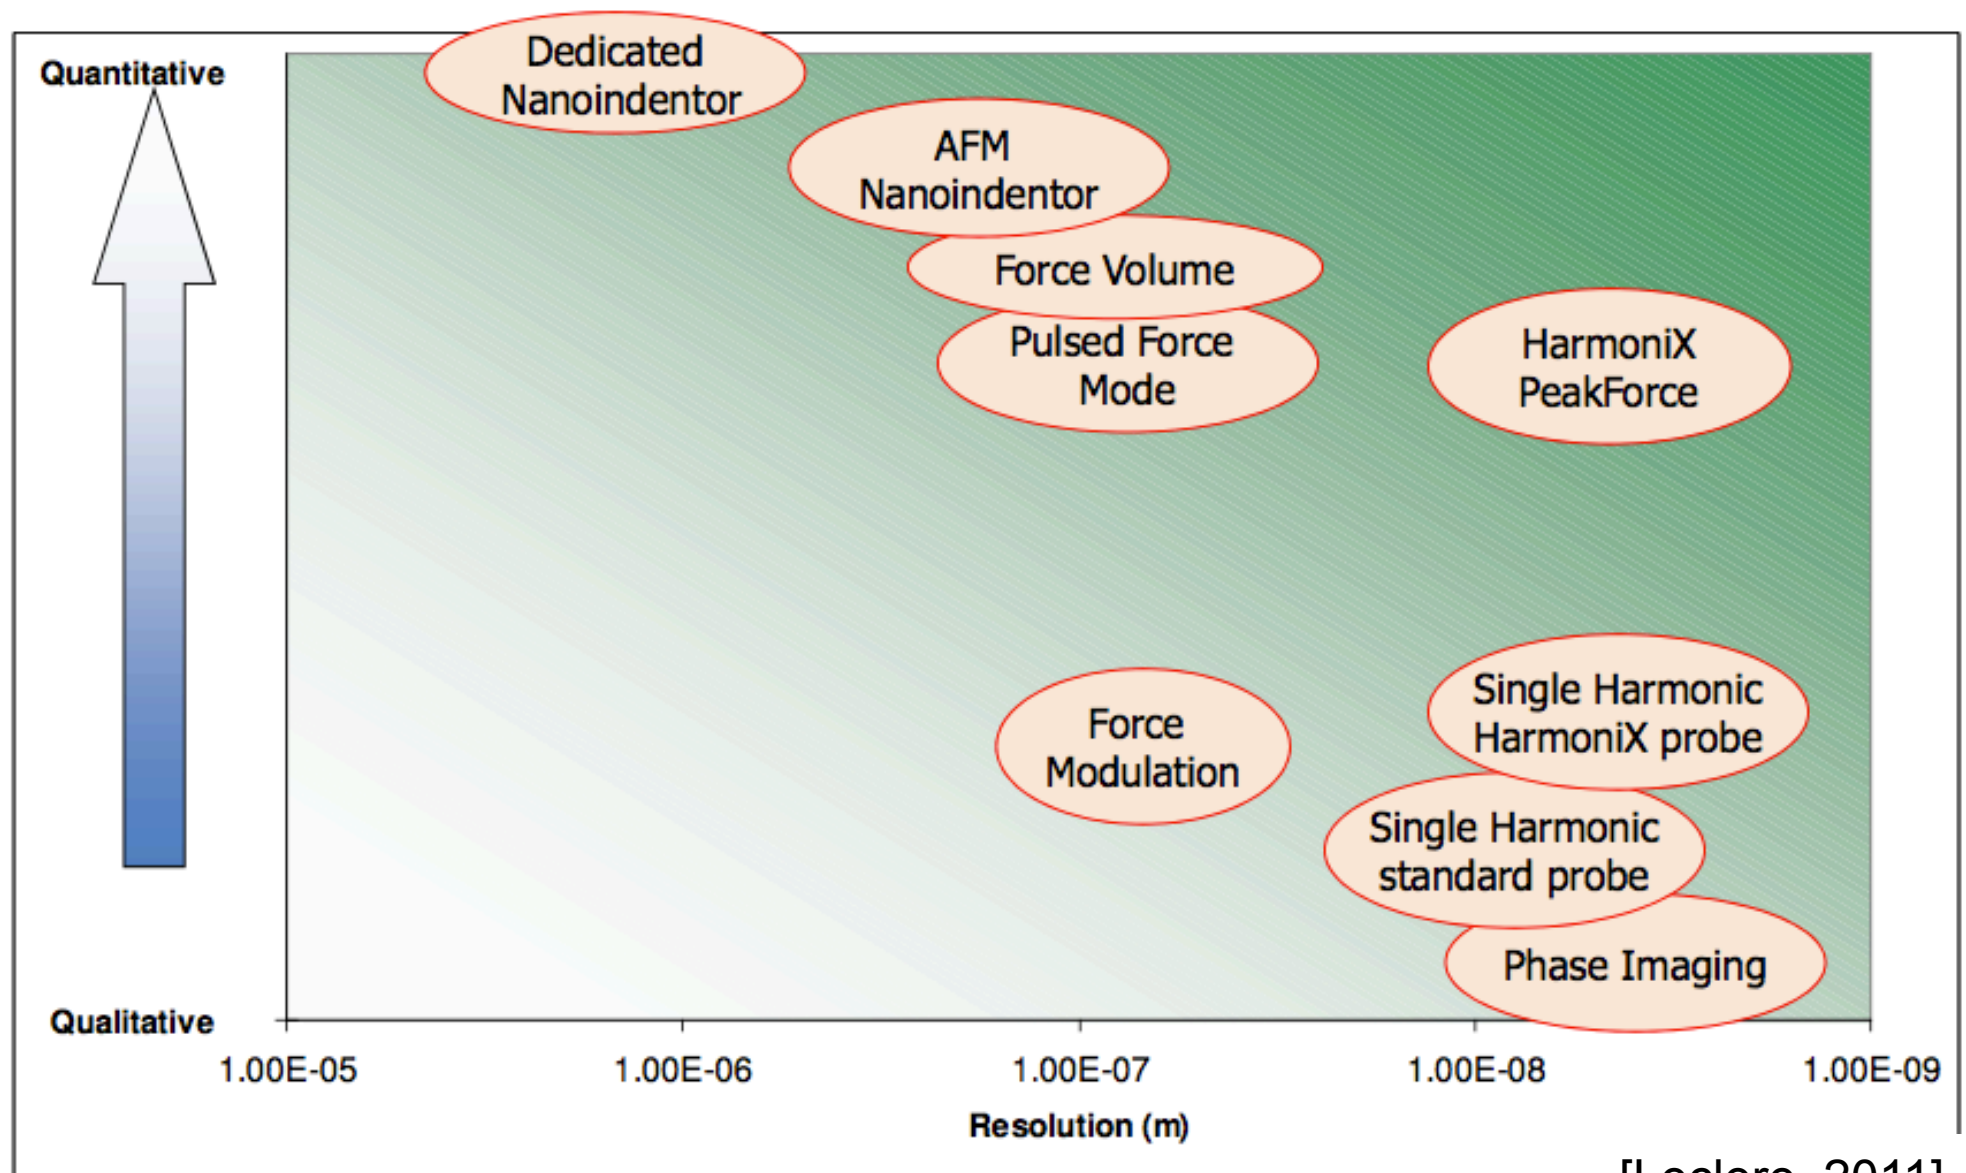 Quantitative
Dedicated
Nanoindentor
AFM
Nanoindentor
Force Volume
Pulsed Force
Mode
HarmoniX
PeakForce
Single Harmonic
HarmoniX probe
Force
Modulation
Single Harmonic
standard probe
Phase Imaging
Qualitative
1.00E-05 1.00E-06 1.00E-07 1.00E-08 1.00E-09
Resolution (m)
2011]